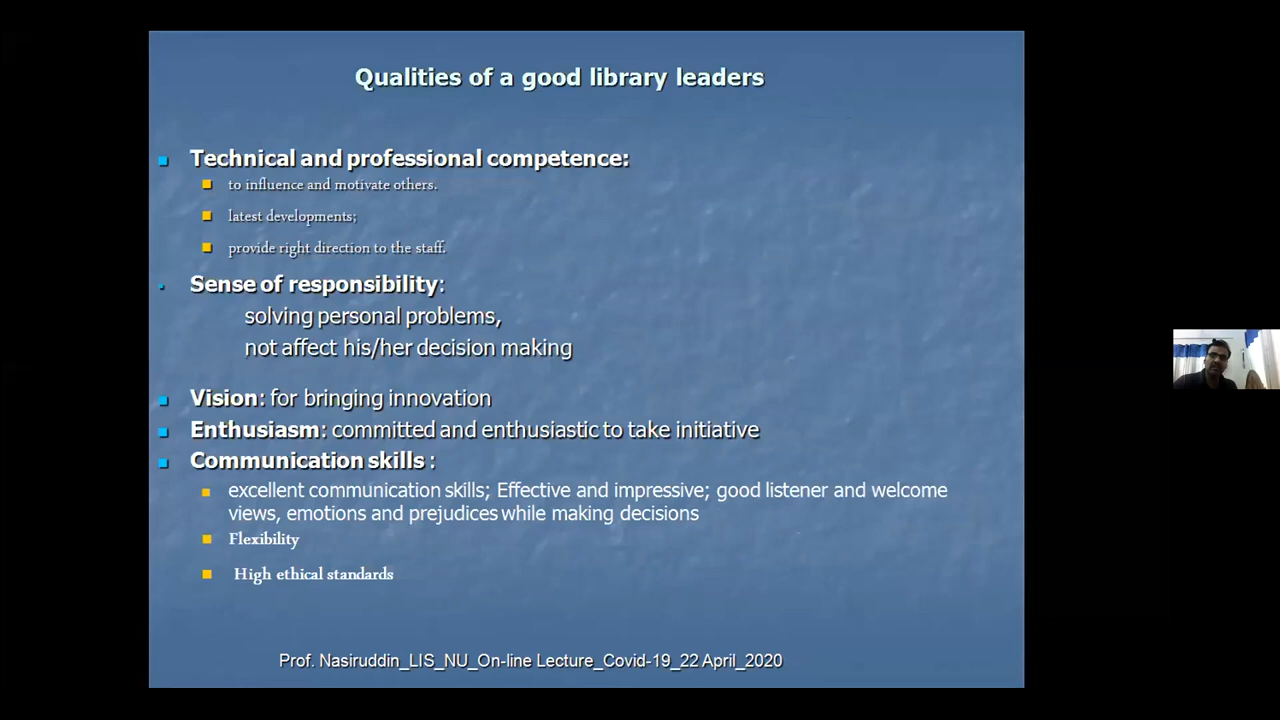 Qualities of a good library leaders
Technical and professional competence:
to influence and motivate others.
latest developments;
provide right direction to the staff.
Sense of responsibility:
solving personal problems,
not affect his/her decision making
Vision: for bringing innovation
Enthusiasm: committed and enthusiastic to take initiative
Communication skills :
excellent communication skills; Effective and impressive; good listener and welcome
views, emotions and prejudices while making decisions
Flexibility
High ethical standards
Prof. Nasiruddin_LIS_NU_On-line Lecture_Covid-19_22 April_2020